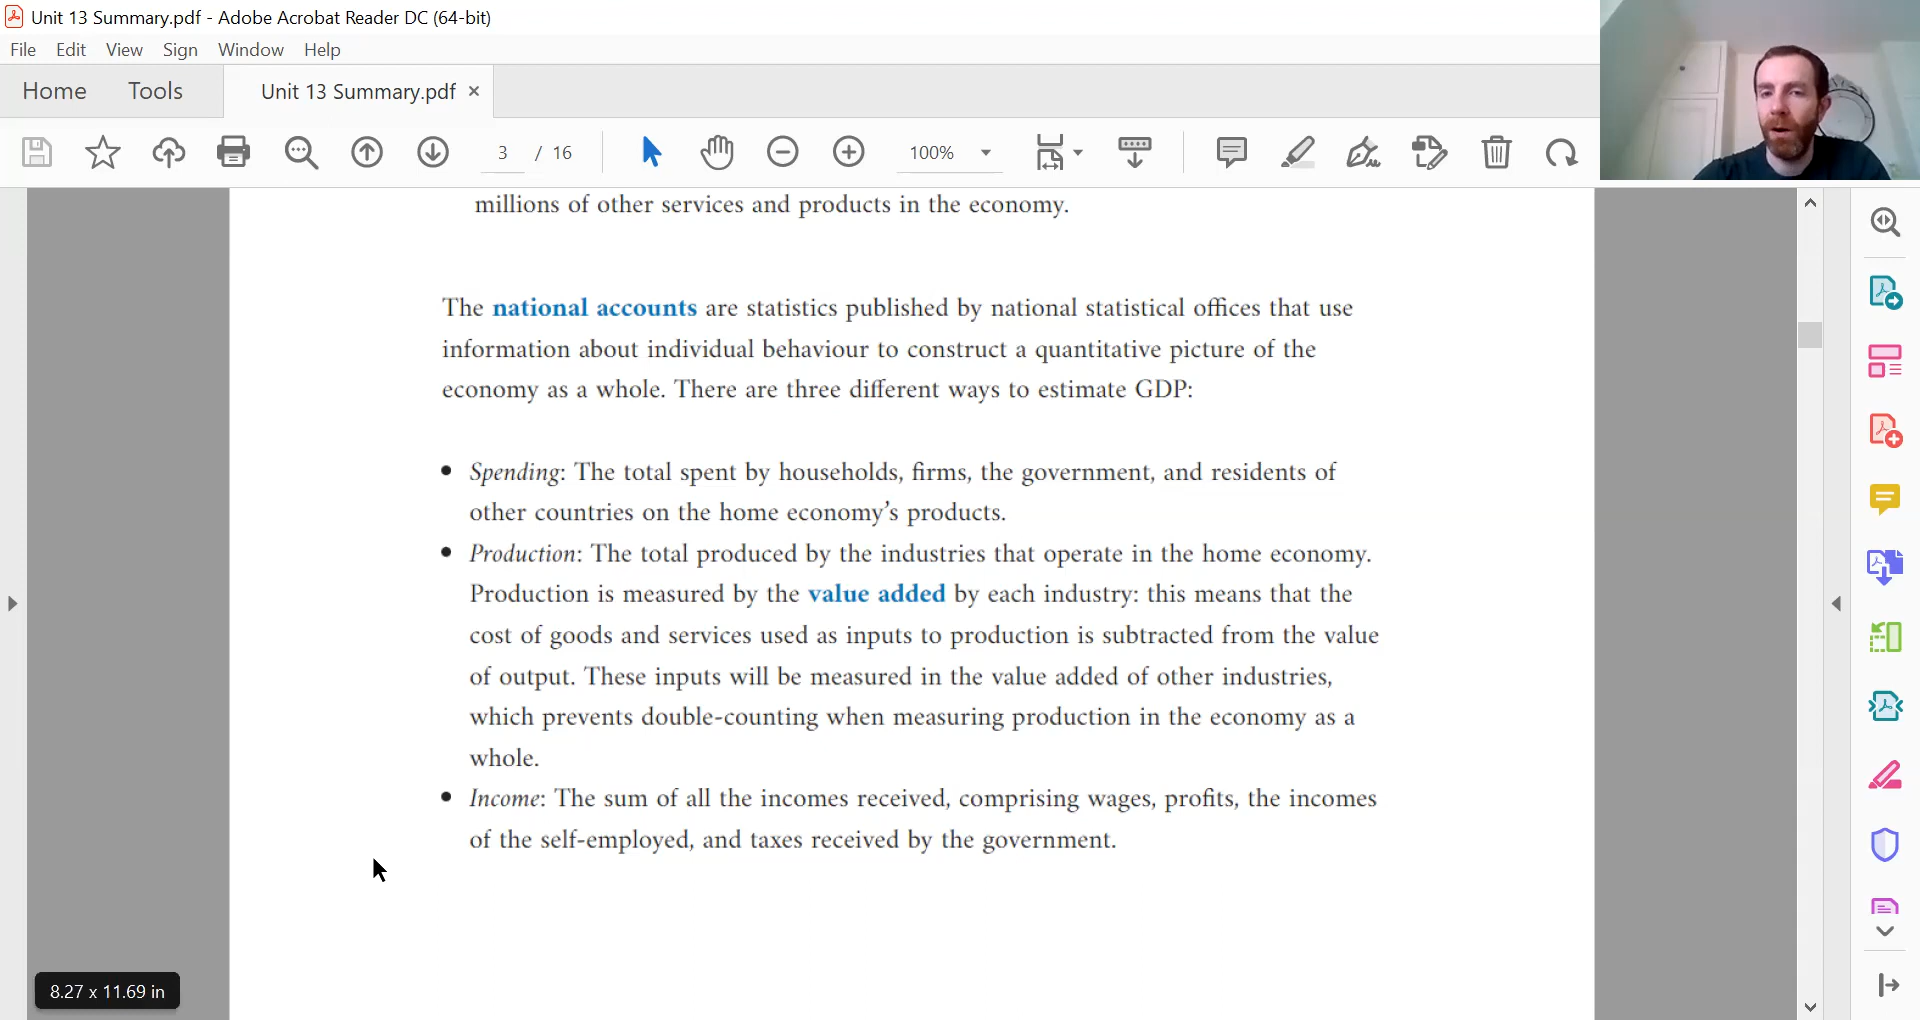 Unit 13 Summary.pdf - Adobe Acrobat Reader DC (64-bit)
File Edit View Sign Window Help
Home Tools Unit 13 Summary.pdf ×
3 / 16 100%
millions of other services and products in the economy.
The national accounts are statistics published by national statistical offices that use
information about individual behaviour to construct a quantitative picture of the
economy as a whole. There are three different ways to estimate GDP:
• Spending: The total spent by households, firms, the government, and residents of
other countries on the home economy's products.
• Production: The total produced by the industries that operate in the home economy.
Production is measured by the value added by each industry: this means that the
cost of goods and services used as inputs to production is subtracted from the value
of output. These inputs will be measured in the value added of other industries,
which prevents double-counting when measuring production in the economy as a
whole.
• Income: The sum of all the incomes received, comprising wages, profits, the incomes
of the self-employed, and taxes received by the government.
8.27 x 11.69 in